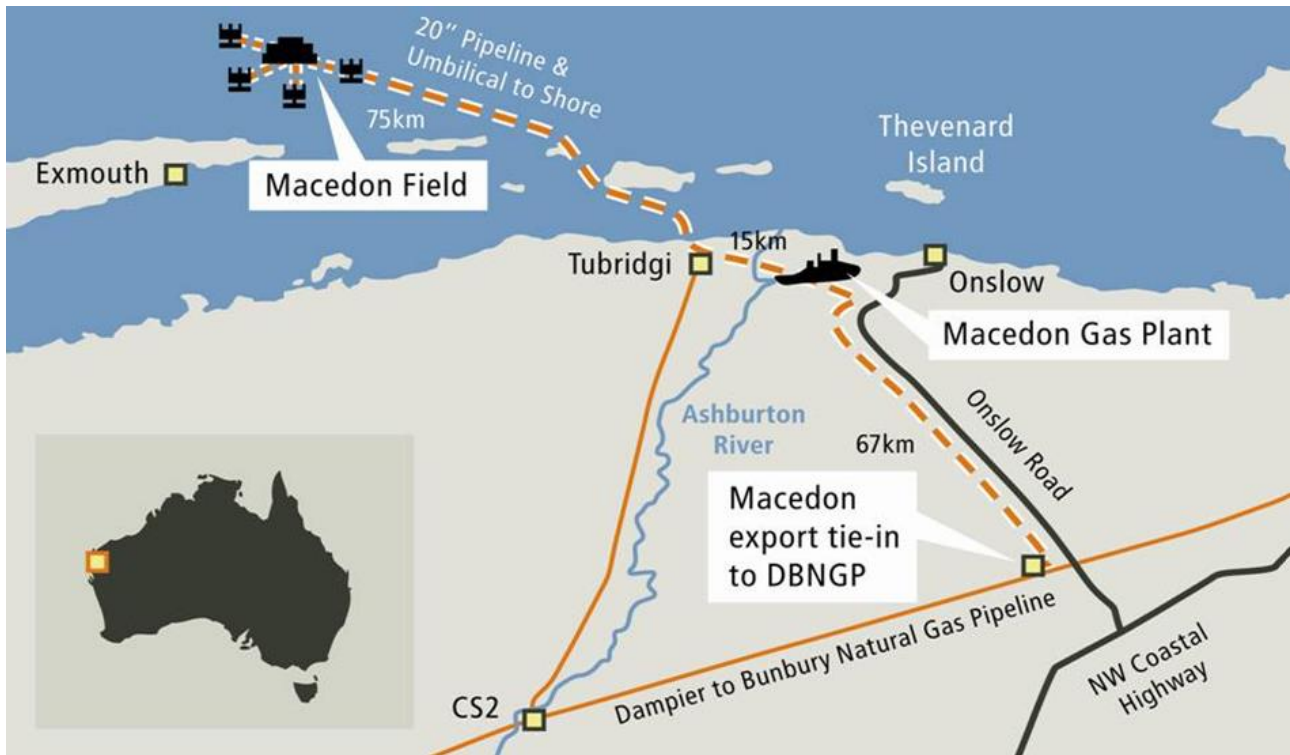 20" Pipeline &
Umbilical to Shore
75km
Thevenard
Island
Exmouth
Macedon Field
15km
Tubridgi
Onslow
Macedon Gas Plant
Ashburton
River
67km
Onslow Road
Macedon
export tie-in
to DBNGP
Dampier to Bunbury Natural Gas Pipeline
NW Coastal
Highway
CS2